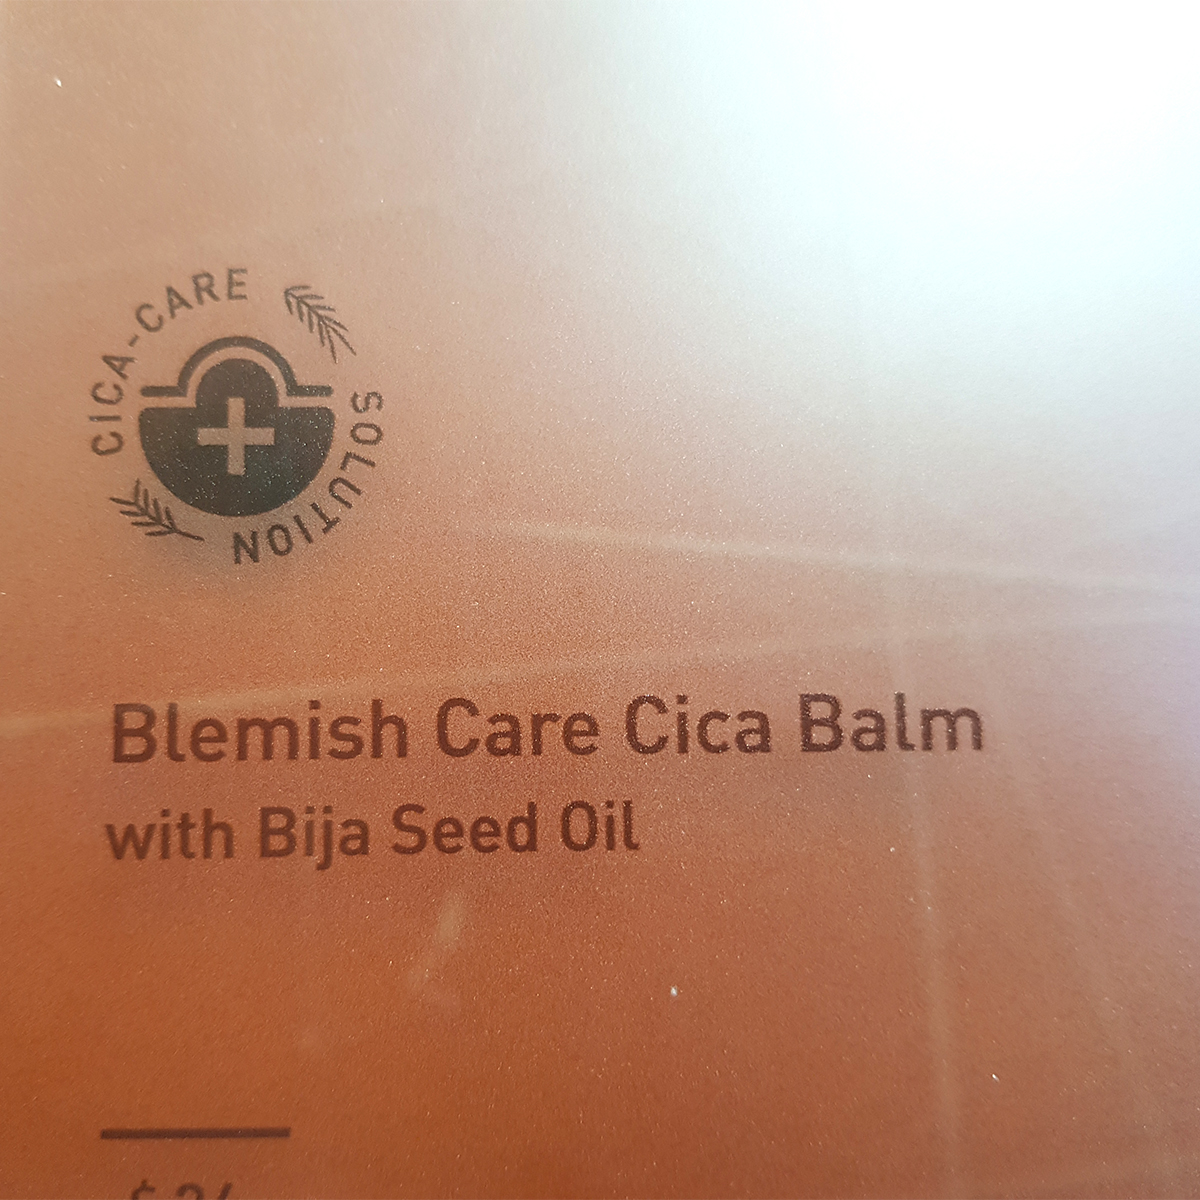 CICA-CARE
SOLUTION
Blemish Care Cica Balm
with Bija Seed Oil